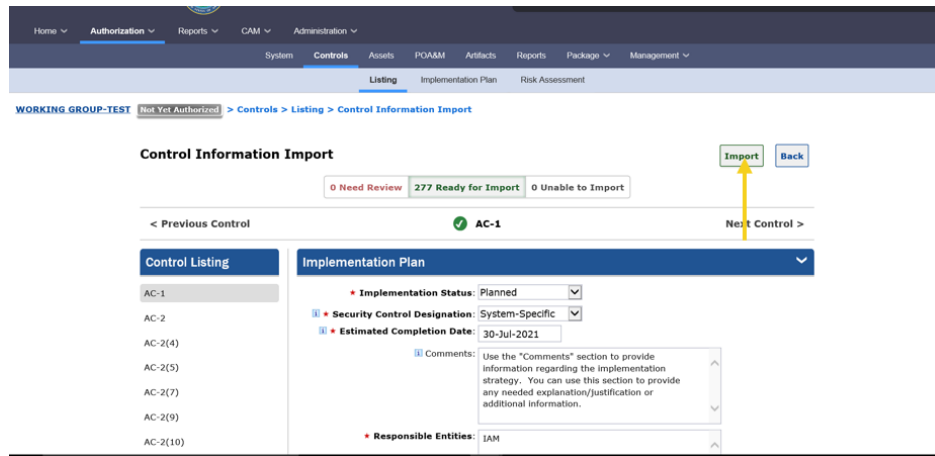 Home Authorization Reports CAM Administration
System Controls Assets POA&M Artifacts Reports Package Management
Listing Implementation Plan Risk Assessment
WORKING GROUP-TEST Not Yet Authorized > Controls > Listing > Control Information Import
Control Information Import
Import Back
0 Need Review 277 Ready for Import 0 Unable to Import
< Previous Control AC-1 Next Control >
Control Listing
AC-1
AC-2
AC-2(4)
AC-2(5)
AC-2(7)
AC-2(9)
AC-2(10)
Implementation Plan
* Implementation Status: Planned
i * Security Control Designation: System-Specific
i * Estimated Completion Date: 30-Jul-2021
i Comments: Use the "Comments" section to provide
information regarding the implementation
strategy. You can use this section to provide
any needed explanation/justification or
additional information.
* Responsible Entities: IAM